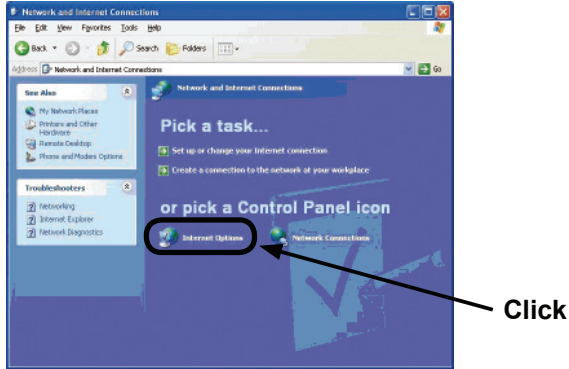 Network and Internet Connections
File Edit View Favorites Tools Help
Back Search Folders
Address Network and Internet Connections Go
See Also
My Network Places
Printers and Other
Hardware
Remote Desktop
Phone and Modem Options
Troubleshooters
Networking
Internet Explorer
Network Diagnostics
Network and Internet Connections
Pick a task...
Set up or change your Internet connection
Create a connection to the network at your workplace
or pick a Control Panel icon
Internet Options Network Connections
Click